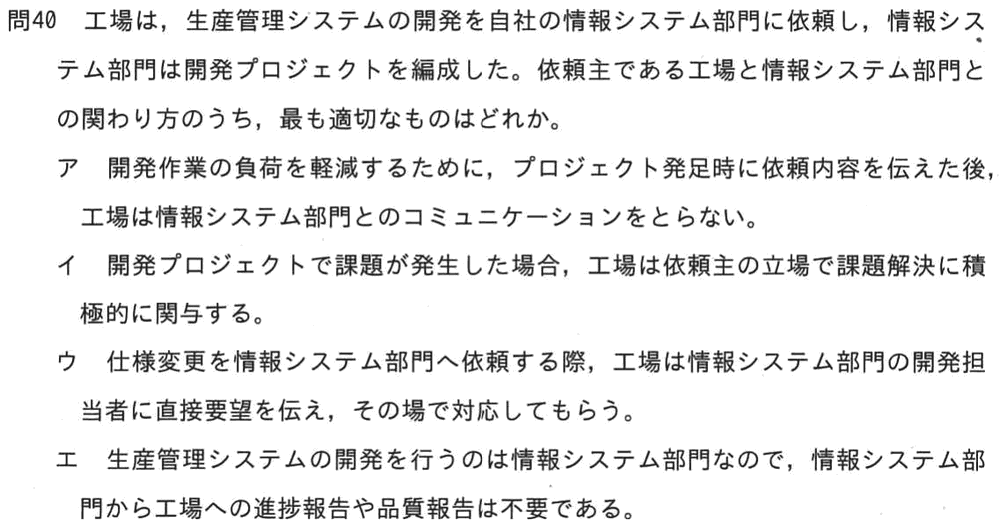 問40　工場は，生産管理システムの開発を自社の情報システム部門に依頼し，情報シス
テム部門は開発プロジェクトを編成した。依頼主である工場と情報システム部門と
の関わり方のうち，最も適切なものはどれか。
ア　開発作業の負荷を軽減するために，プロジェクト発足時に依頼内容を伝えた後，
工場は情報システム部門とのコミュニケーションをとらない。
イ　開発プロジェクトで課題が発生した場合，工場は依頼主の立場で課題解決に積
極的に関与する。
ウ　仕様変更を情報システム部門へ依頼する際，工場は情報システム部門の開発担
当者に直接要望を伝え，その場で対応してもらう。
エ　生産管理システムの開発を行うのは情報システム部門なので，情報システム部
門から工場への進捗報告や品質報告は不要である。